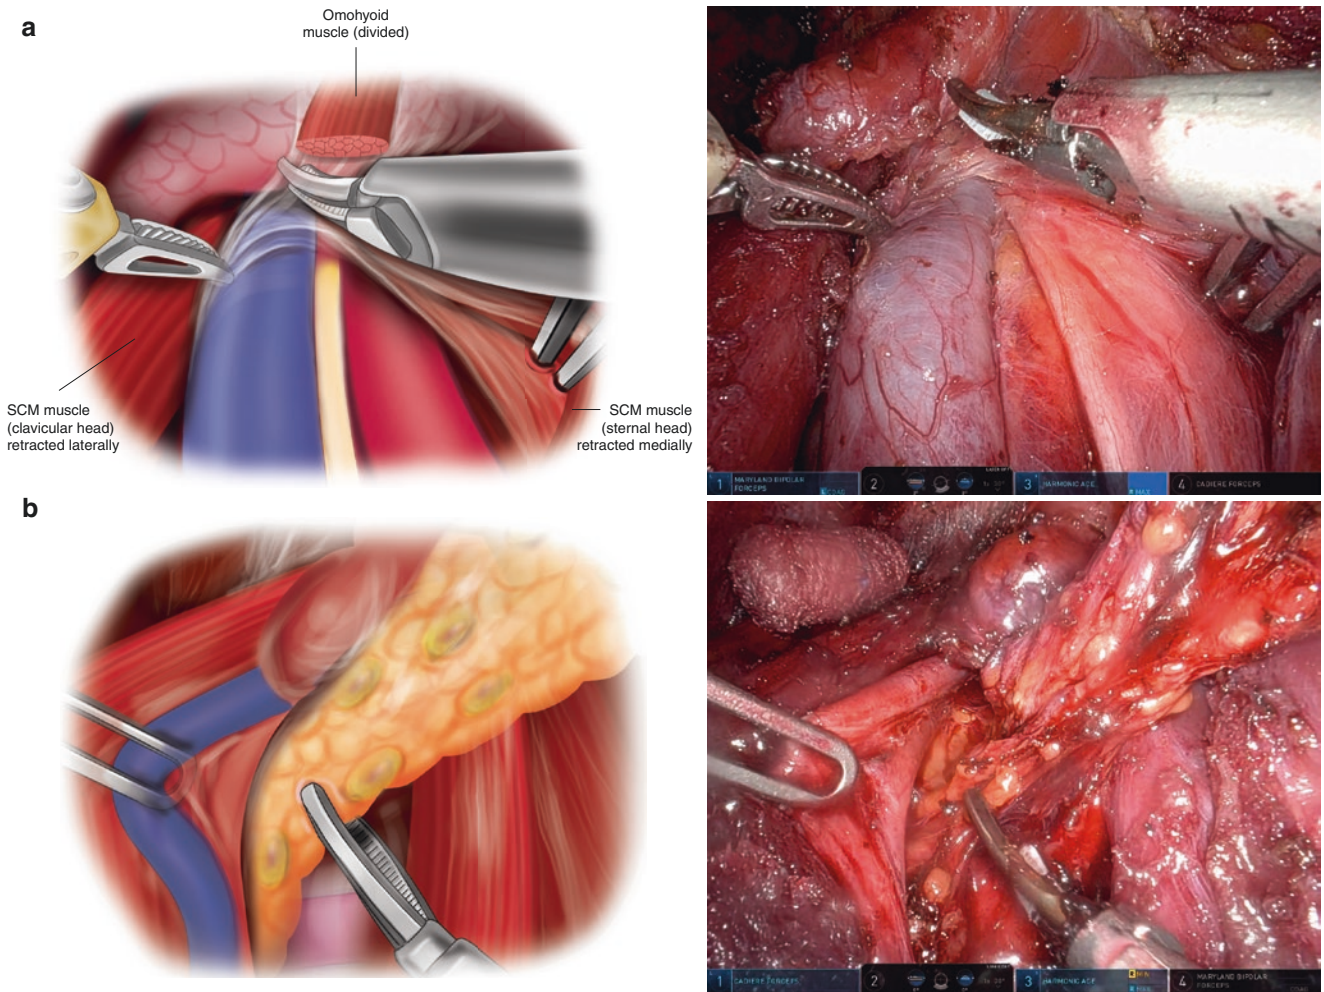 a
Omohyoid
muscle (divided)
SCM muscle
(clavicular head)
retracted laterally
SCM muscle
(sternal head)
retracted medially
1 MARYLAND BIPOLAR
FORCEPS
2
3 HARMONIC ACE
4 CADIERE FORCEPS
b
1 CADIERE FORCEPS
2
3 HARMONIC ACE
4 MARYLAND BIPOLAR
FORCEPS